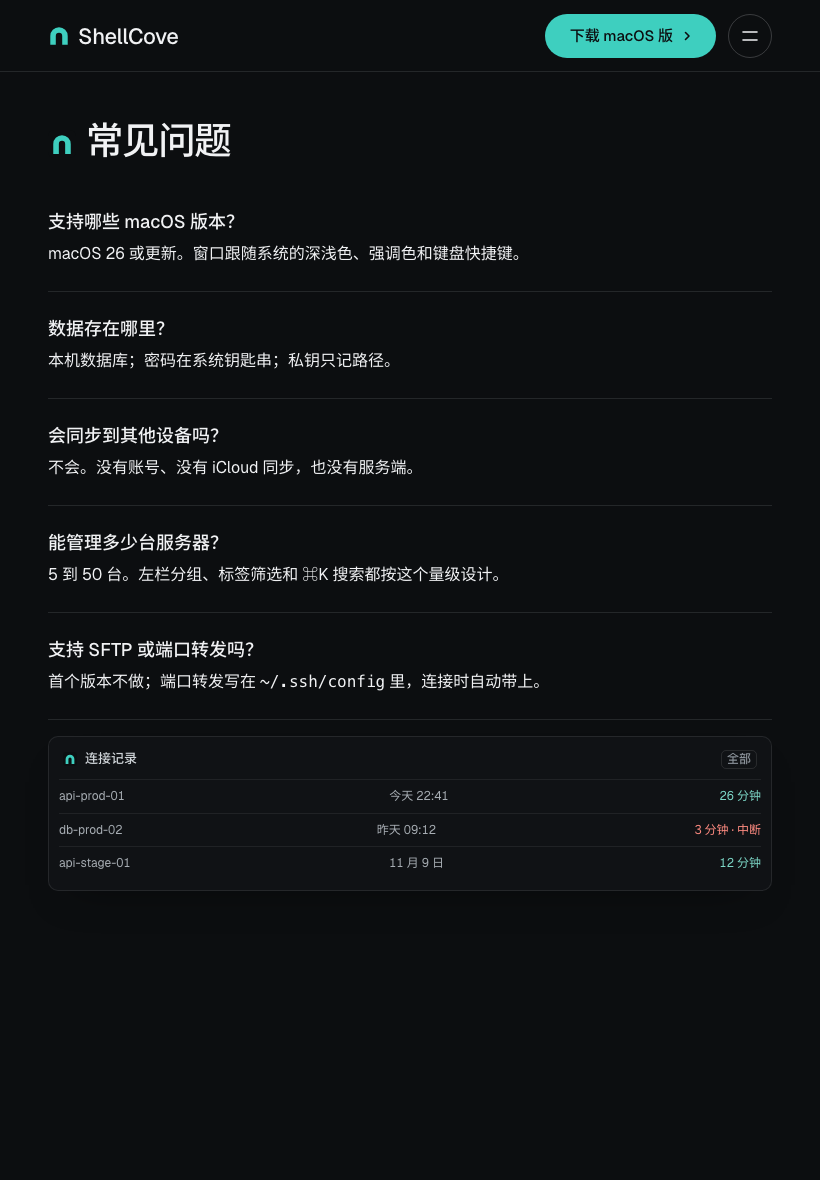 ShellCove
下载 macOS 版
常见问题
支持哪些 macOS 版本？
macOS 26 或更新。窗口跟随系统的深浅色、强调色和键盘快捷键。
数据存在哪里？
本机数据库；密码在系统钥匙串；私钥只记路径。
会同步到其他设备吗？
不会。没有账号、没有 iCloud 同步，也没有服务端。
能管理多少台服务器？
5 到 50 台。左栏分组、标签筛选和 ⌘K 搜索都按这个量级设计。
支持 SFTP 或端口转发吗？
首个版本不做；端口转发写在 ~/.ssh/config 里，连接时自动带上。
连接记录 全部
api-prod-01 今天 22:41 26 分钟
db-prod-02 昨天 09:12 3 分钟 · 中断
api-stage-01 11 月 9 日 12 分钟